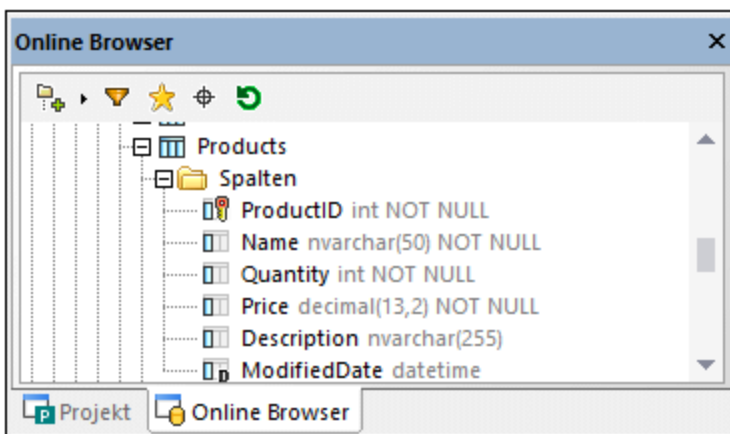 Online Browser
Products
Spalten
ProductID int NOT NULL
Name nvarchar(50) NOT NULL
Quantity int NOT NULL
Price decimal(13,2) NOT NULL
Description nvarchar(255)
ModifiedDate datetime
Projekt Online Browser